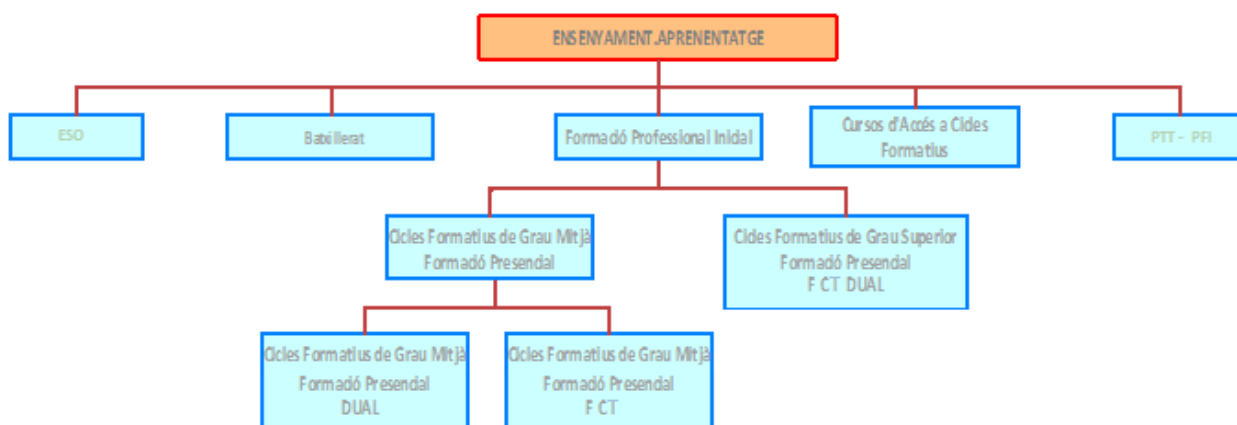 ENSENYAMENT.APRENENTATGE
ESO
Batxillerat
Formació Professional Inicial
Cursos d'Accés a Cicles
Formatius
PTT - PFI
Cicles Formatius de Grau Mitjà
Formació Presencial
Cicles Formatius de Grau Superior
Formació Presencial
F CT DUAL
Cicles Formatius de Grau Mitjà
Formació Presencial
DUAL
Cicles Formatius de Grau Mitjà
Formació Presencial
F CT